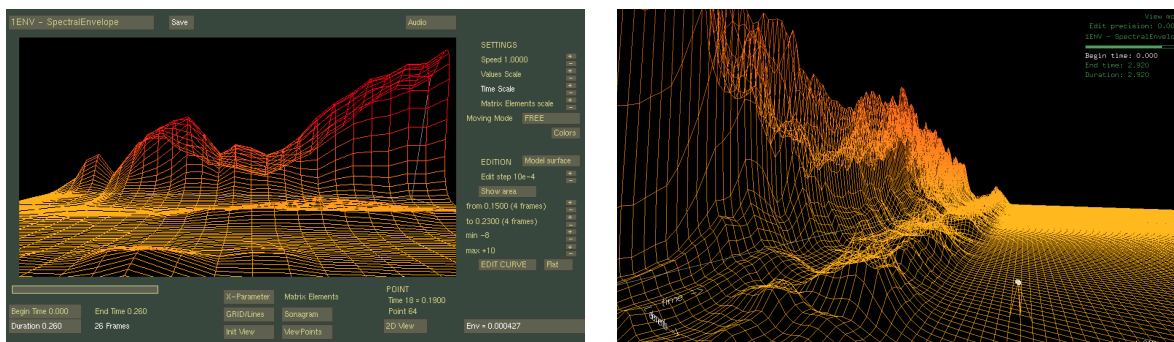 1ENV - SpectralEnvelope
Save
Audio
SETTINGS
Speed 1.0000
Values Scale
Time Scale
Matrix Elements scale
Moving Mode FREE
Colors
EDITION Model surface
Edit step 10e-4
Show area
from 0.1500 (4 frames)
to 0.2300 (4 frames)
min -8
max +10
EDIT CURVE Flat
Begin Time 0.000 End Time 0.260
Duration 0.260 26 Frames
X-Parameter Matrix Elements
GRID/Lines Sonagram
Init View ViewPoints
POINT
Time 18 = 0.1900
Point 64
2D View Env = 0.000427
View mo
Edit precision: 0.00
1ENV - SpectralEnvelo
Begin time: 0.000
End time: 2.920
Duration: 2.920
time